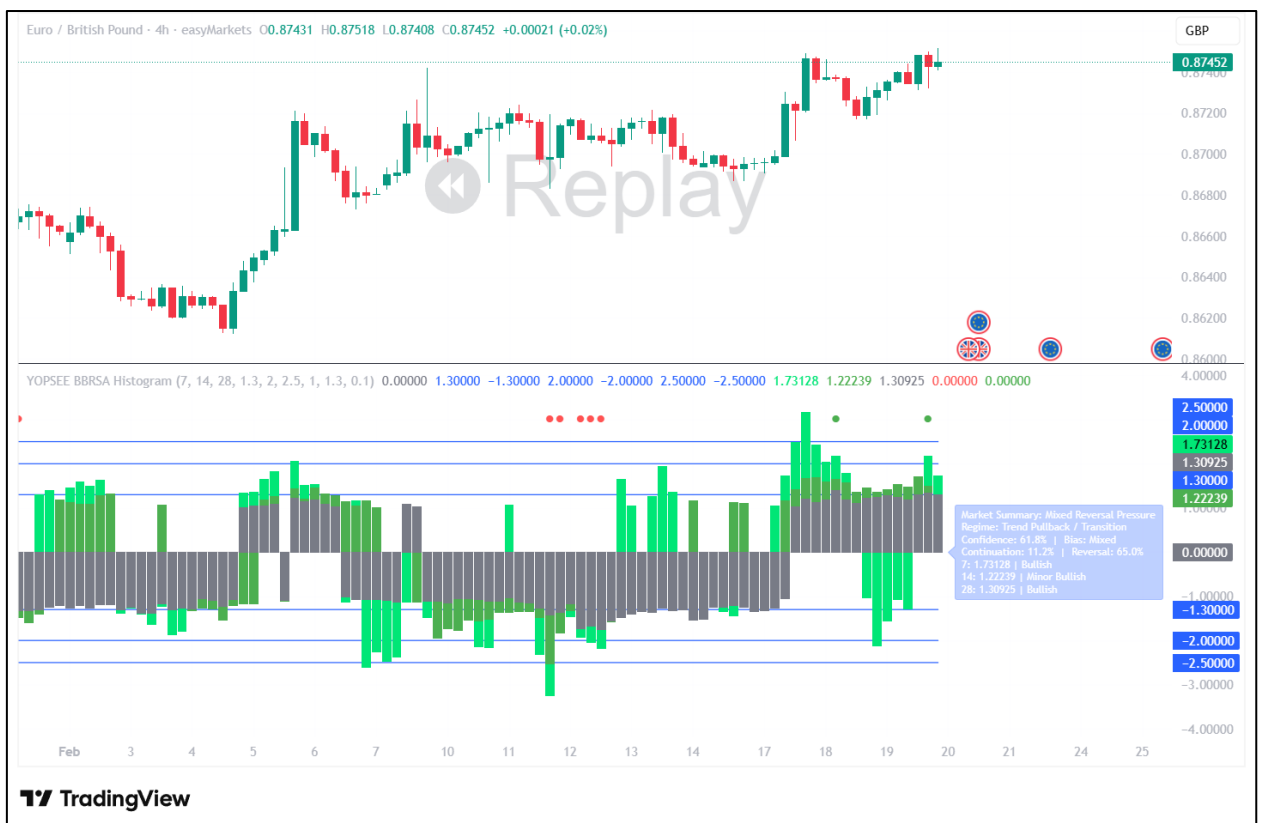 Euro / British Pound · 4h · easyMarkets O0.87431 H0.87518 L0.87408 C0.87452 +0.00021 (+0.02%)
GBP
0.87452
0.87400
0.87200
0.87000
0.86800
0.86600
0.86400
0.86200
0.86000
Replay
YOPSEE BBRSA Histogram (7, 14, 28, 1.3, 2, 2.5, 1, 1.3, 0.1) 0.00000 1.30000 −1.30000 2.00000 −2.00000 2.50000 −2.50000 1.73128 1.22239 1.30925 0.00000 0.00000
4.00000
2.50000
2.00000
1.73128
1.30925
1.30000
1.22239
1.00000
0.00000
−1.00000
−1.30000
−2.00000
−2.50000
−3.00000
−4.00000
Market Summary: Mixed Reversal Pressure
Regime: Trend Pullback / Transition
Confidence: 61.8% | Bias: Mixed
Continuation: 11.2% | Reversal: 65.0%
7: 1.73128 | Bullish
14: 1.22239 | Minor Bullish
28: 1.30925 | Bullish
Feb 3 4 5 6 7 10 11 12 13 14 17 18 19 20 21 24 25
TradingView